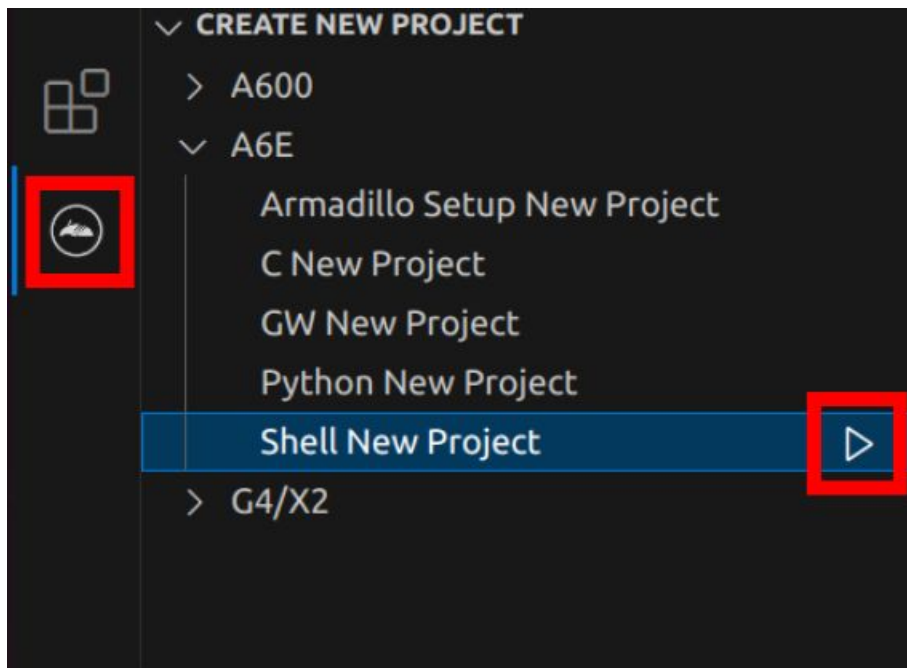 CREATE NEW PROJECT
A600
A6E
Armadillo Setup New Project
C New Project
GW New Project
Python New Project
Shell New Project
G4/X2